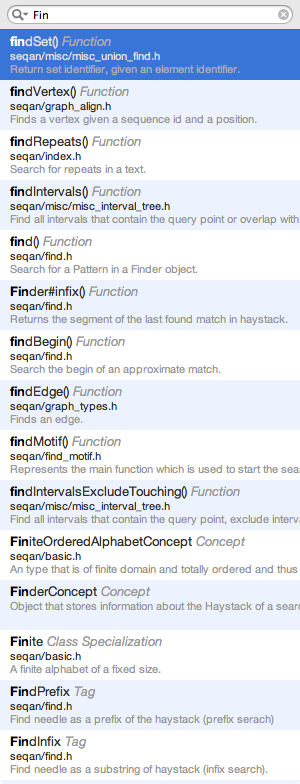 Fin
findSet() Function
seqan/misc/misc_union_find.h
Return set identifier, given an element identifier.
findVertex() Function
seqan/graph_align.h
Finds a vertex given a sequence id and a position.
findRepeats() Function
seqan/index.h
Search for repeats in a text.
findIntervals() Function
seqan/misc/misc_interval_tree.h
Find all intervals that contain the query point or overlap with
find() Function
seqan/find.h
Search for a Pattern in a Finder object.
Finder#infix() Function
seqan/find.h
Returns the segment of the last found match in haystack.
findBegin() Function
seqan/find.h
Search the begin of an approximate match.
findEdge() Function
seqan/graph_types.h
Finds an edge.
findMotif() Function
seqan/find_motif.h
Represents the main function which is used to start the sea
findIntervalsExcludeTouching() Function
seqan/misc/misc_interval_tree.h
Find all intervals that contain the query point, exclude interv
FiniteOrderedAlphabetConcept Concept
seqan/basic.h
An type that is of finite domain and totally ordered and thus
FinderConcept Concept
Object that stores information about the Haystack of a searc
Finite Class Specialization
seqan/basic.h
A finite alphabet of a fixed size.
FindPrefix Tag
seqan/find.h
Find needle as a prefix of the haystack (prefix serach)
FindInfix Tag
seqan/find.h
Find needle as a substring of haystack (infix search).